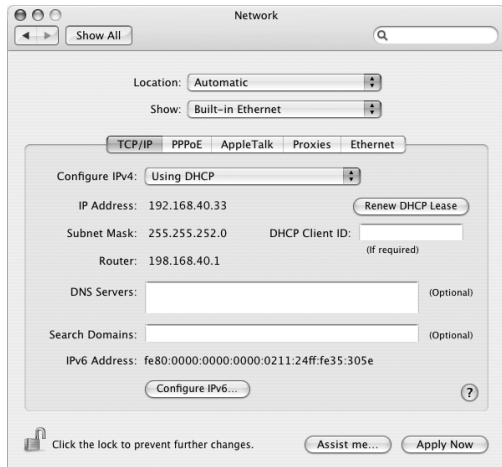 Network
Show All
Location: Automatic
Show: Built-in Ethernet
TCP/IP PPPoE AppleTalk Proxies Ethernet
Configure IPv4: Using DHCP
IP Address: 192.168.40.33 Renew DHCP Lease
Subnet Mask: 255.255.252.0 DHCP Client ID:
(If required)
Router: 198.168.40.1
DNS Servers: (Optional)
Search Domains: (Optional)
IPv6 Address: fe80:0000:0000:0000:0211:24ff:fe35:305e
Configure IPv6...
?
Click the lock to prevent further changes. Assist me... Apply Now